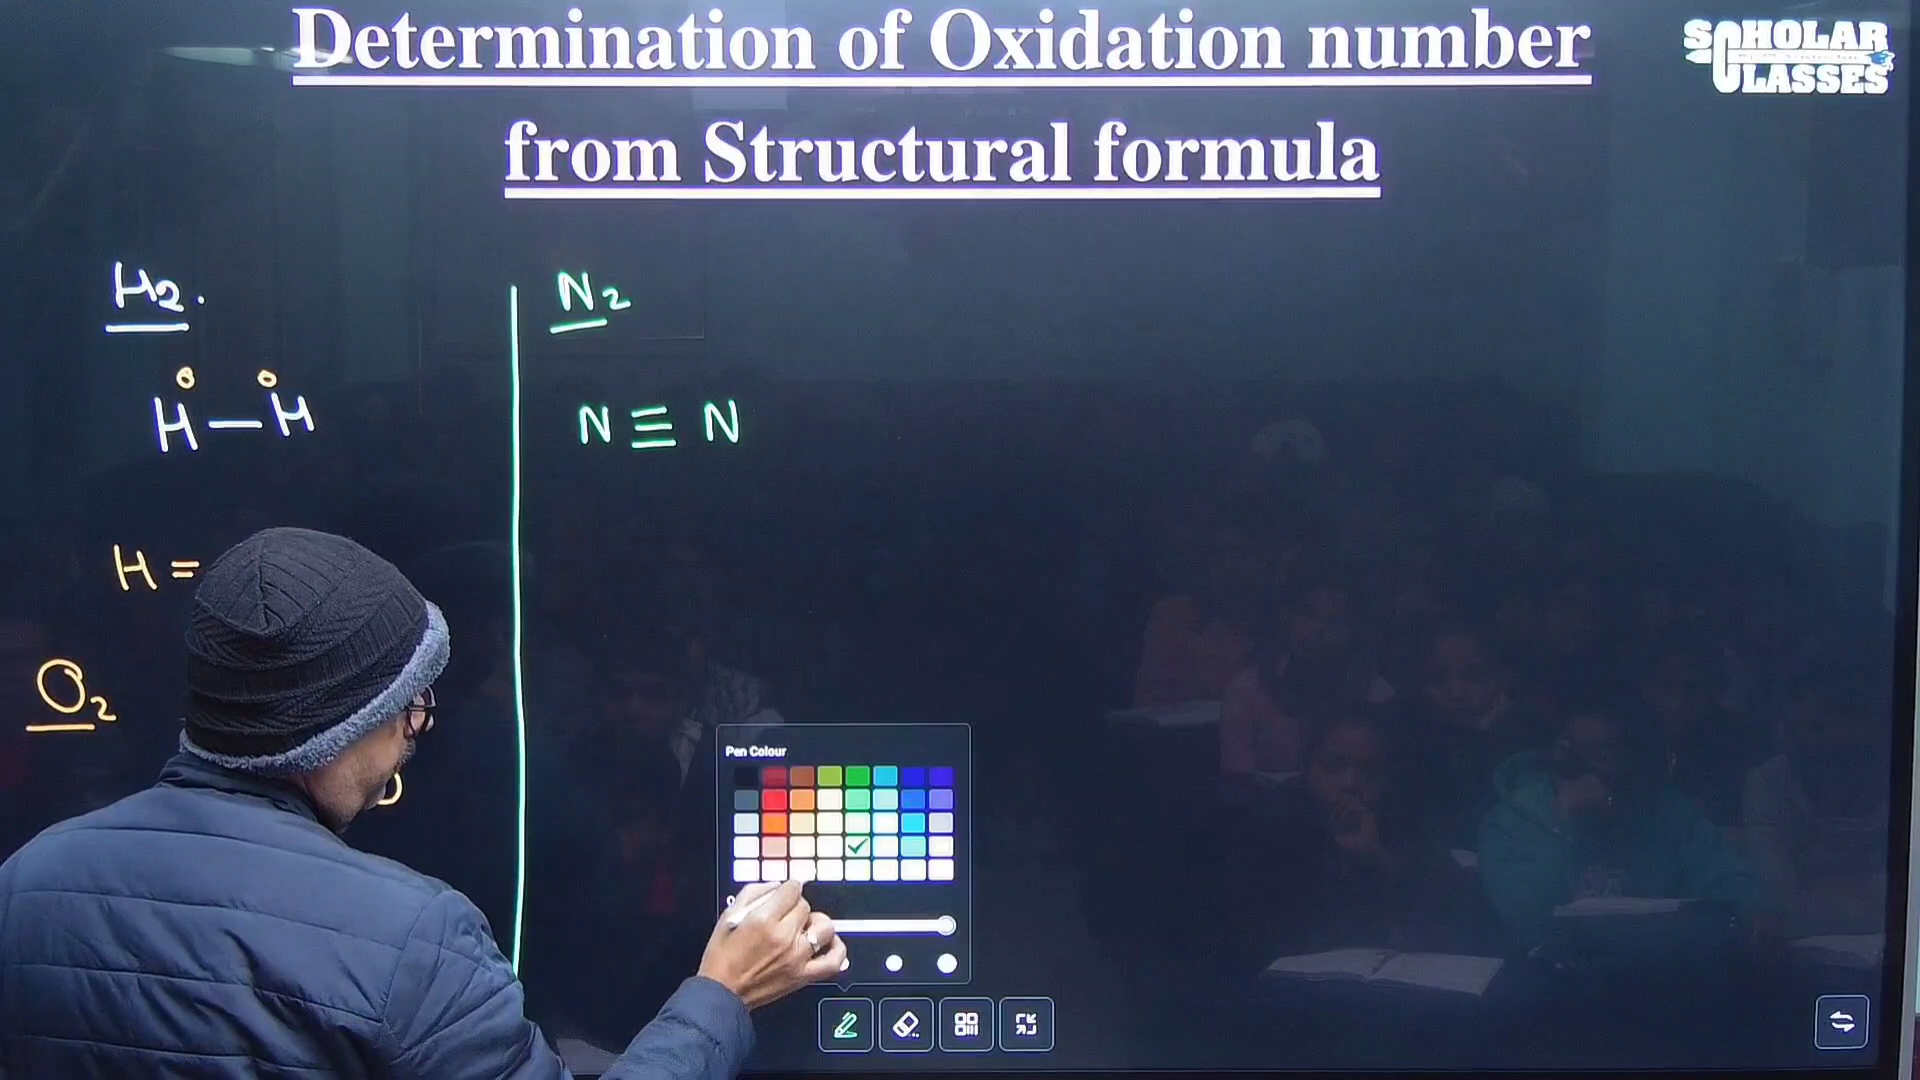 Determination of Oxidation number
from Structural formula
SCHOLAR
CLASSES
H2.
o o
H — H
H =
O2
N2
N ≡ N
Pen Colour